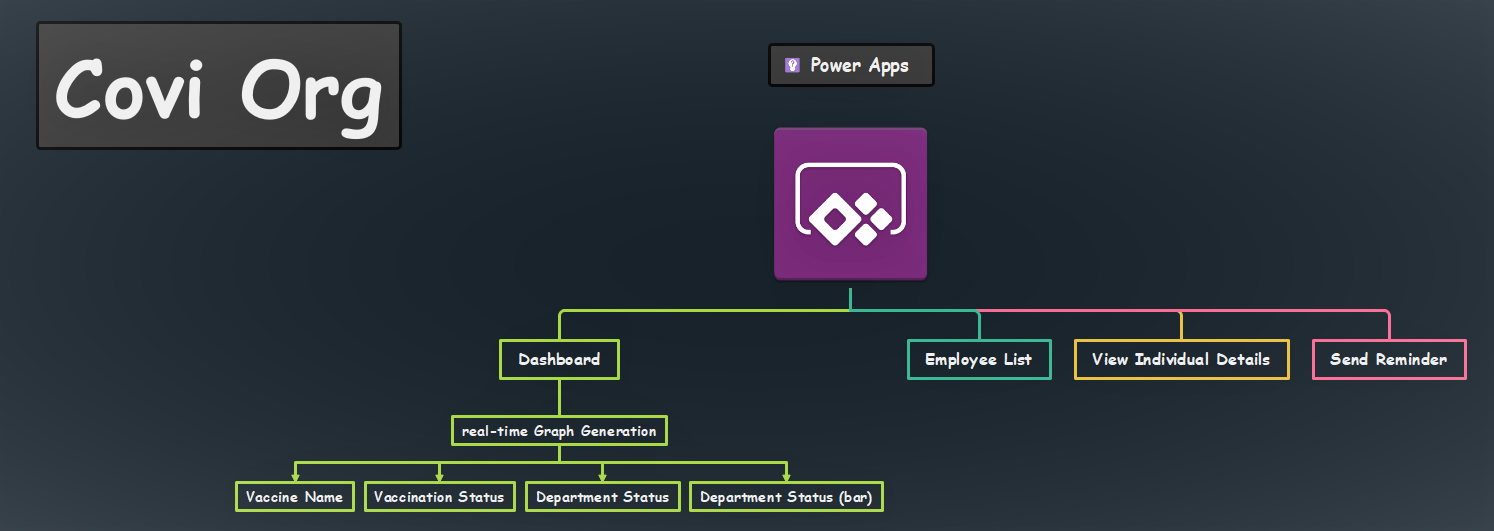 Covi Org
Power Apps
Dashboard
Employee List
View Individual Details
Send Reminder
real-time Graph Generation
Vaccine Name
Vaccination Status
Department Status
Department Status (bar)